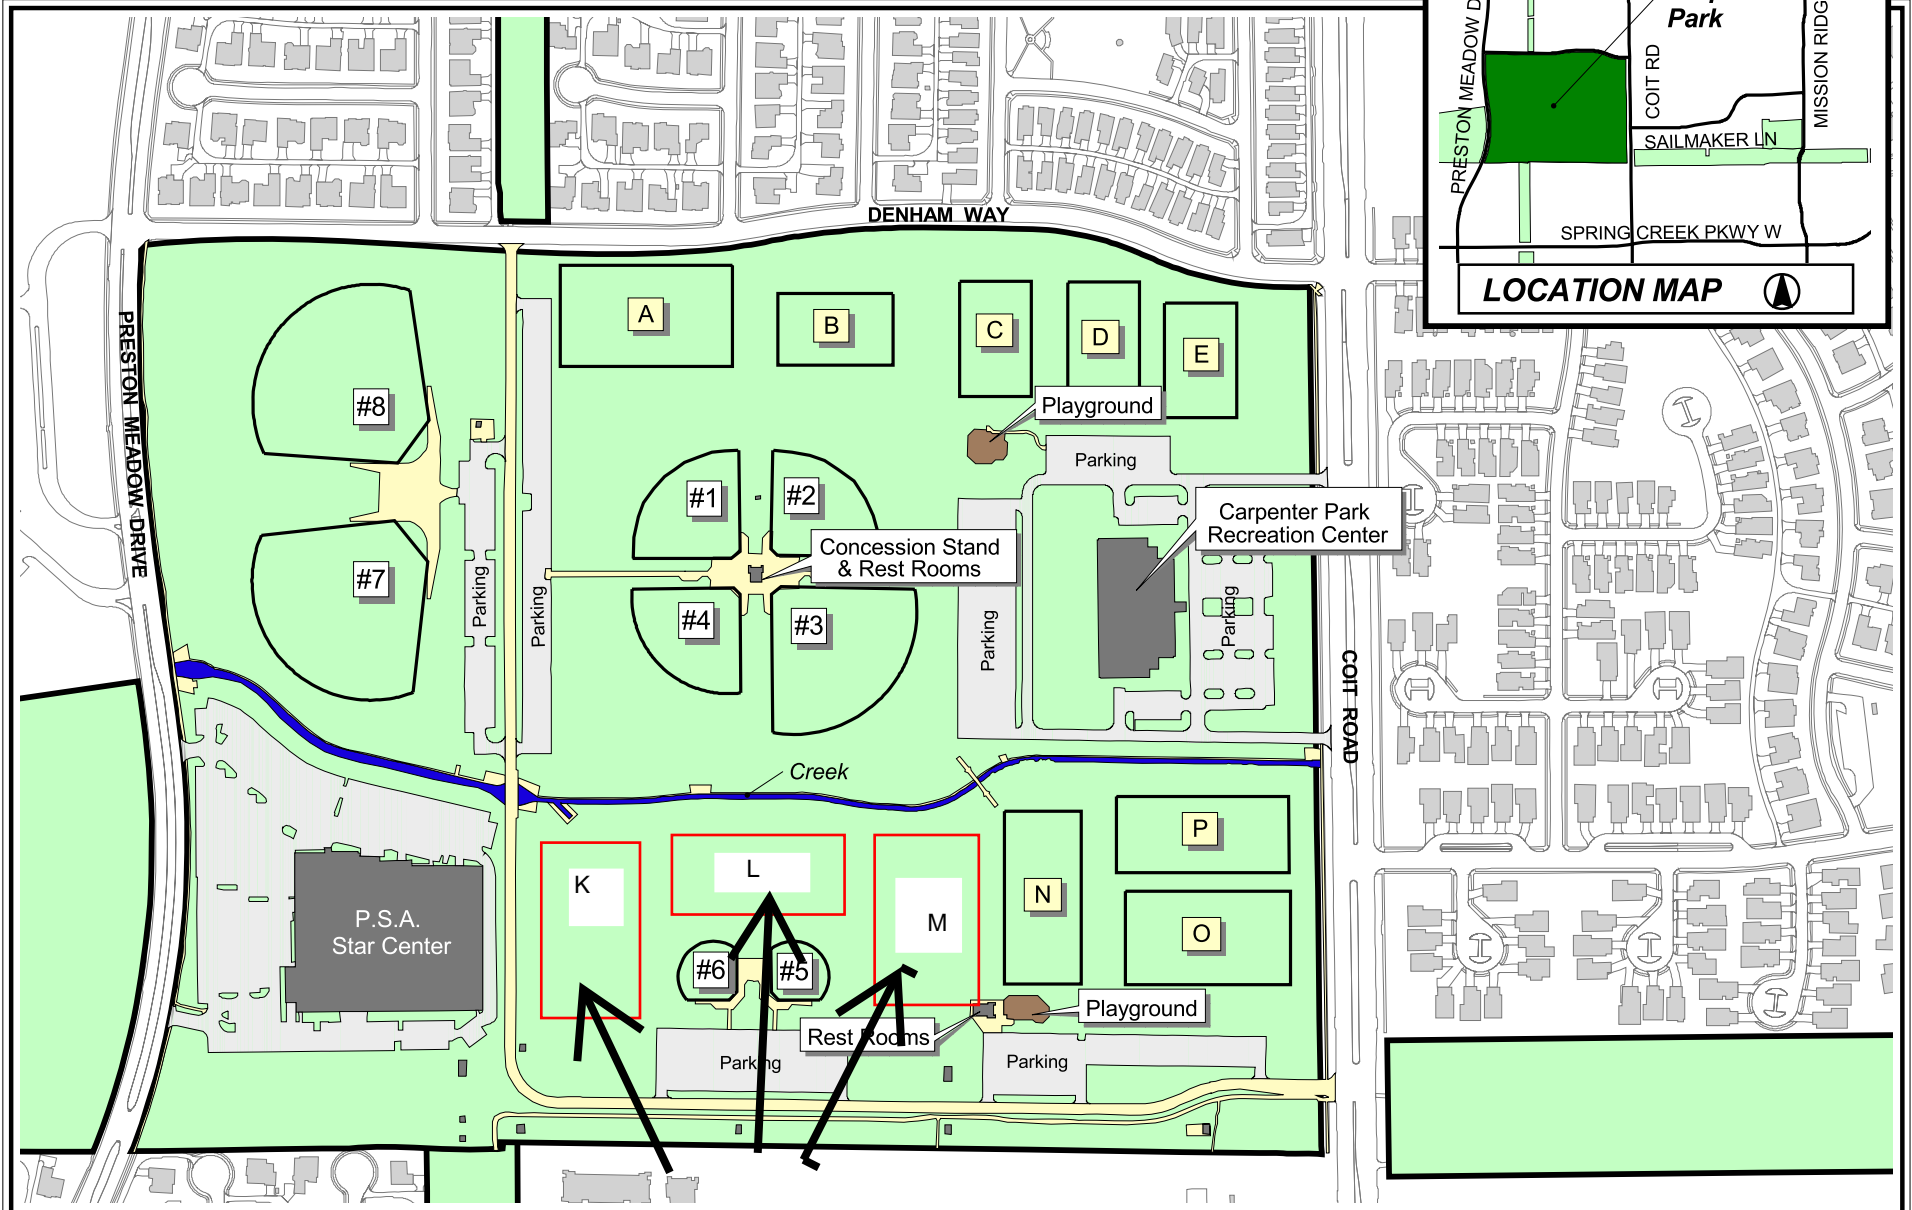 Park
PRESTON MEADOW D
COIT RD
MISSION RIDG
SAILMAKER LN
SPRING CREEK PKWY W
LOCATION MAP
DENHAM WAY
PRESTON MEADOW DRIVE
A
B
C
D
E
#8
Playground
Parking
#1
#2
Carpenter Park
Recreation Center
Concession Stand
& Rest Rooms
#7
Parking
Parking
#4
#3
Parking
Parking
COIT ROAD
Creek
P
K
L
M
N
O
P.S.A.
Star Center
#6
#5
Playground
Rest Rooms
Parking
Parking